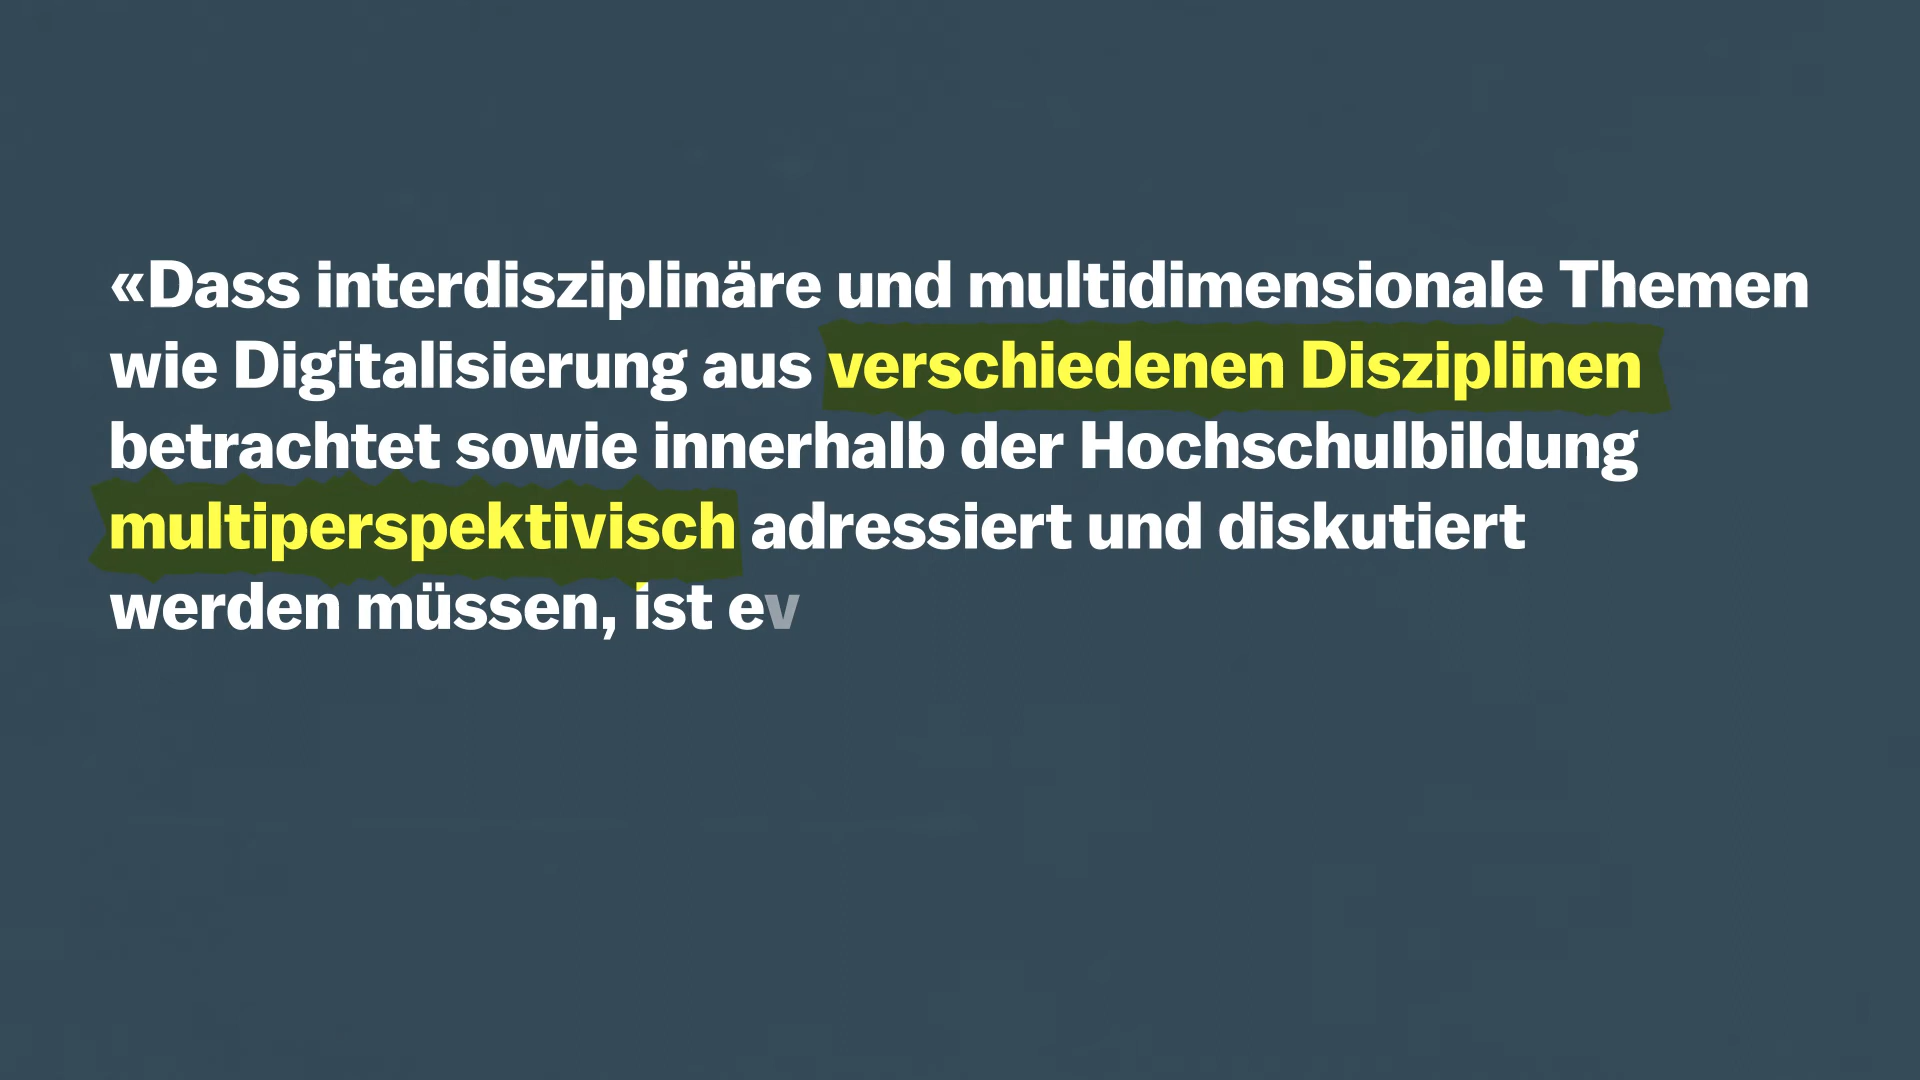 «Dass interdisziplinäre und multidimensionale Themen
wie Digitalisierung aus verschiedenen Disziplinen
betrachtet sowie innerhalb der Hochschulbildung
multiperspektivisch adressiert und diskutiert
werden müssen, ist ev